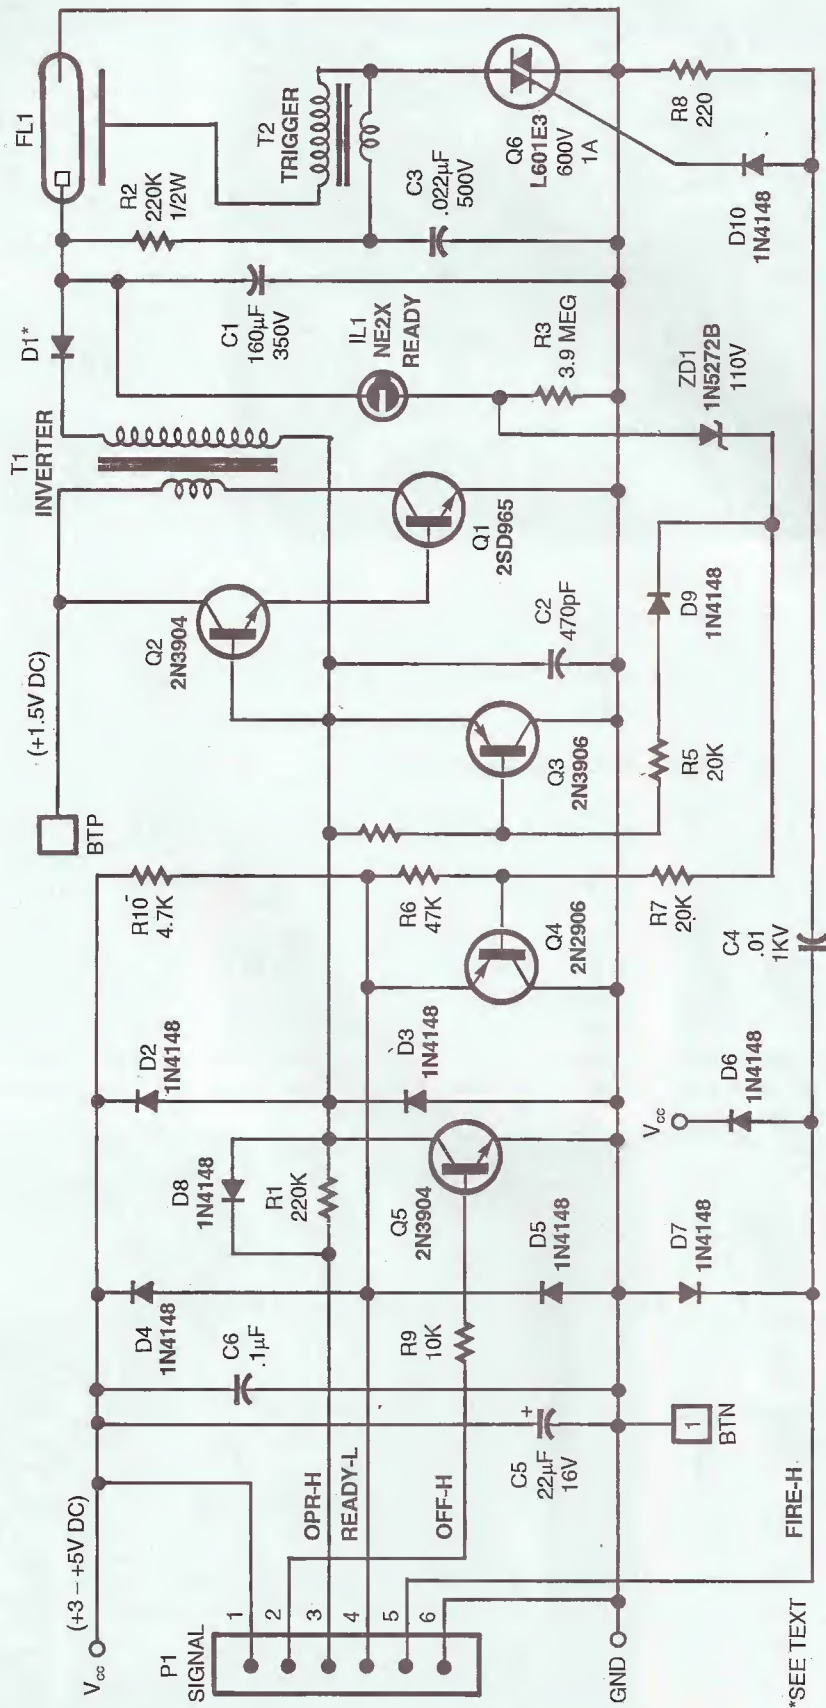 FL1
R2
220K
1/2W
T2
TRIGGER
Q6
L601E3
600V
1A
R8
220
C3
.022µF
500V
D10
1N4148
D1*
C1
160µF
350V
IL1
NE2X
READY
R3
3.9 MEG
ZD1
1N5272B
110V
T1
INVERTER
Q1
2SD965
Q2
2N3904
C2
470pF
D9
1N4148
(+1.5V DC)
BTP
Q3
2N3906
R5
20K
R10
4.7K
R6
47K
Q4
2N2906
R7
20K
C4
.01
1KV
D2
1N4148
D3
1N4148
D6
1N4148
Vcc
D8
1N4148
R1
220K
Q5
2N3904
D5
1N4148
D7
1N4148
D4
1N4148
C6
.1µF
R9
10K
C5
+
22µF
16V
1
BTN
(+3 – +5V DC)
Vcc
OPR-H
READY-L
OFF-H
FIRE-H
P1
SIGNAL
1
2
3
4
5
6
GND
*SEE TEXT